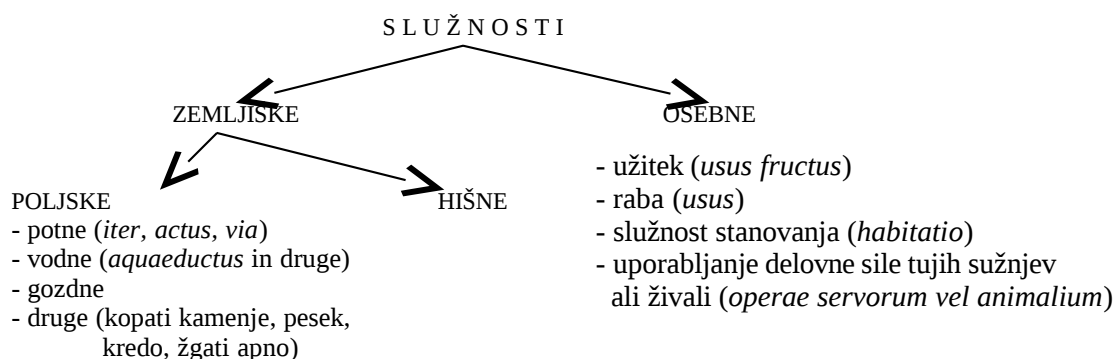 S L U Ž N O S T I
ZEMLJIŠKE
OSEBNE
POLJSKE
- potne (iter, actus, via)
- vodne (aquaeductus in druge)
- gozdne
- druge (kopati kamenje, pesek,
kredo, žgati apno)
HIŠNE
- užitek (usus fructus)
- raba (usus)
- služnost stanovanja (habitatio)
- uporabljanje delovne sile tujih sužnjev
ali živali (operae servorum vel animalium)